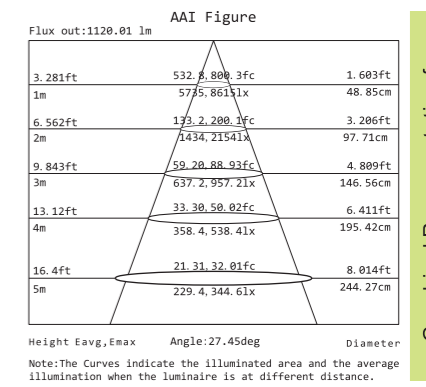 AAI Figure
Flux out:1120.01 lm
3.281ft 532.8,800.3fc 1.603ft
1m 5735,8615lx 48.85cm
6.562ft 133.2,200.1fc 3.206ft
2m 1434,2154lx 97.71cm
9.843ft 59.20,88.93fc 4.809ft
3m 637.2,957.2lx 146.56cm
13.12ft 33.30,50.02fc 6.411ft
4m 358.4,538.4lx 195.42cm
16.4ft 21.31,32.01fc 8.014ft
5m 229.4,344.6lx 244.27cm
Height Eavg,Emax Angle:27.45deg Diameter
Note:The Curves indicate the illuminated area and the average
illumination when the luminaire is at different distance.